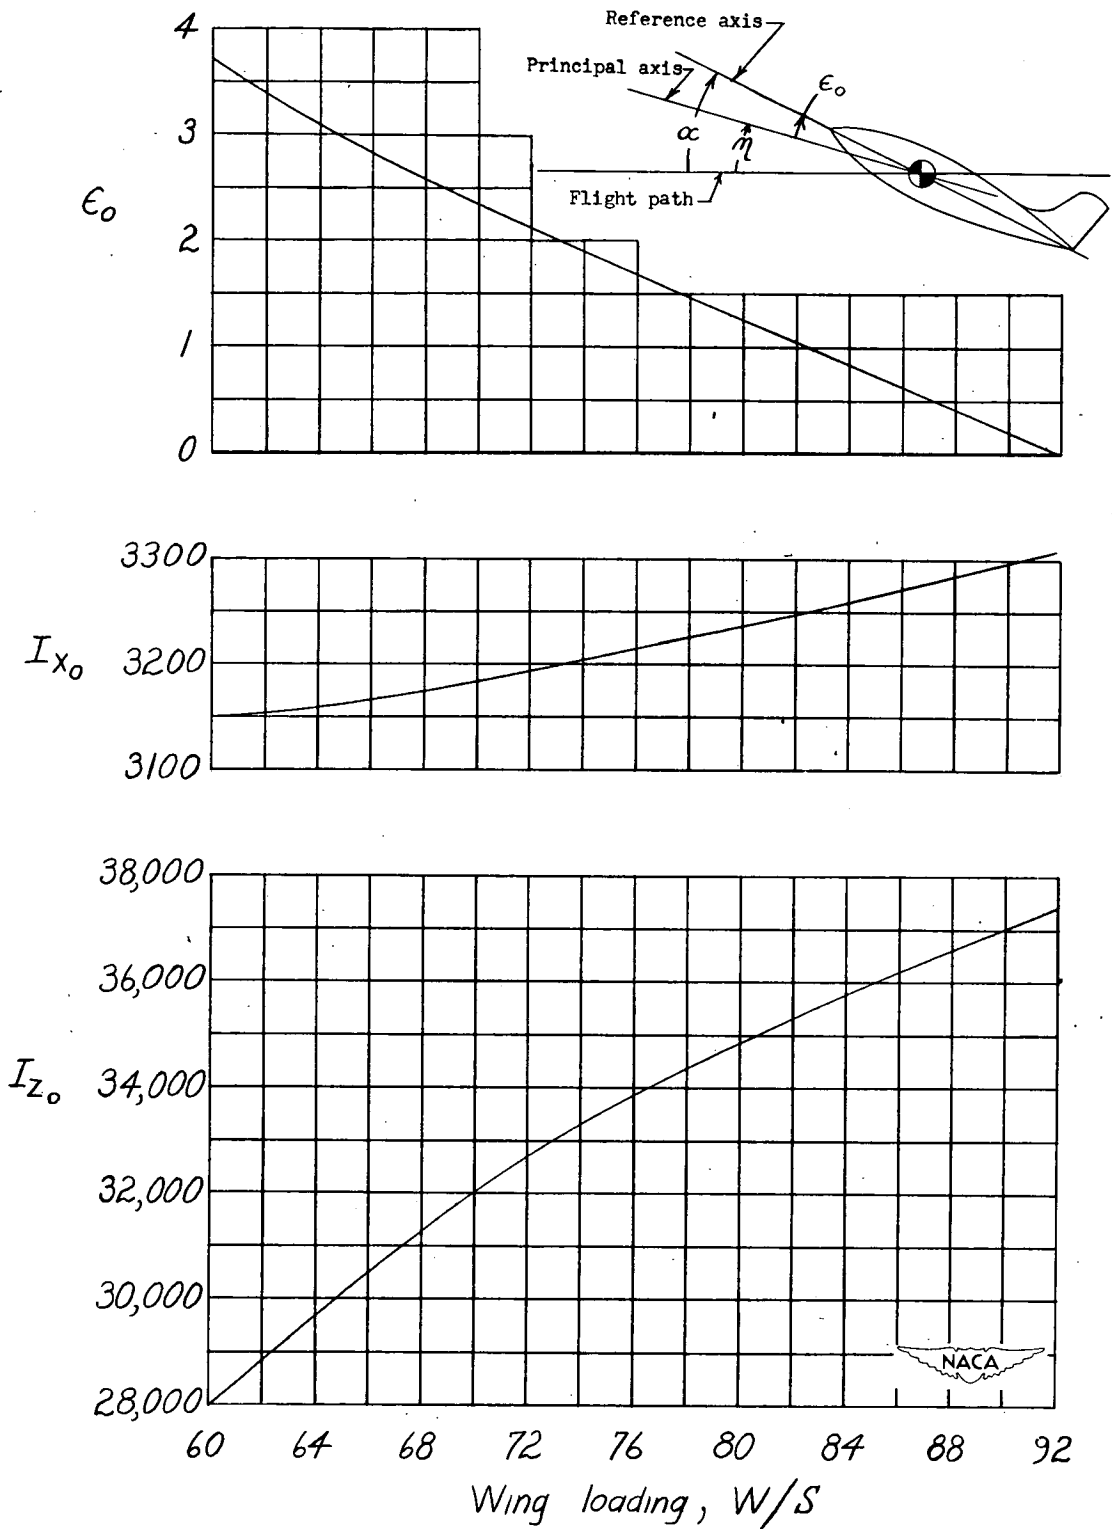 4
3
2
1
0
ϵ₀
Reference axis
Principal axis
ϵ₀
α
η
Flight path
3300
3200
3100
I_X₀
38,000
36,000
34,000
32,000
30,000
28,000
I_Z₀
NACA
60 64 68 72 76 80 84 88 92
Wing loading, W/S